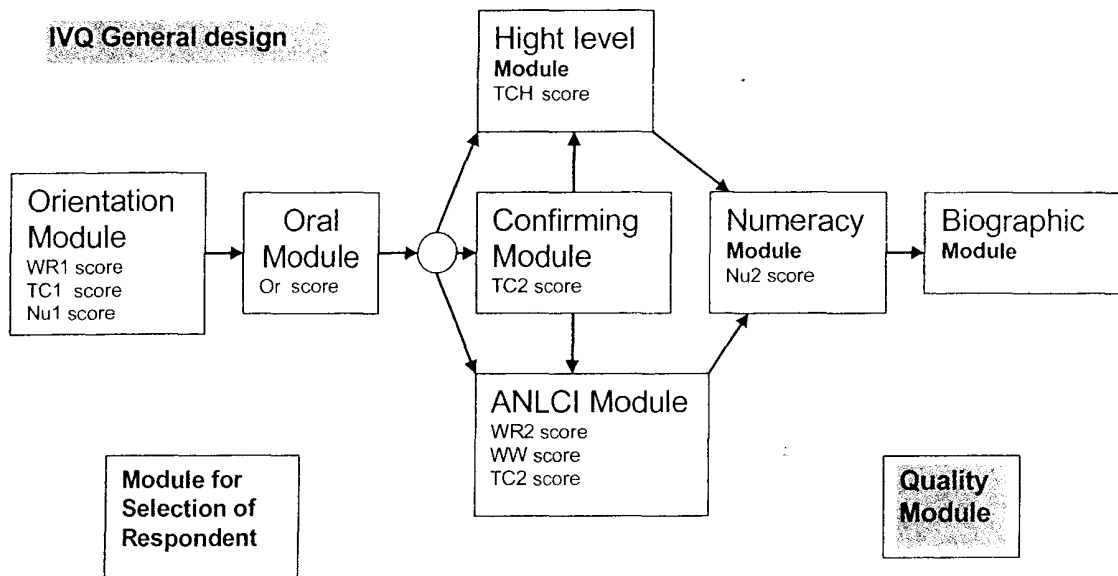 IVQ General design
Hight level
Module
TCH score
Orientation
Module
WR1 score
TC1 score
Nu1 score
Oral
Module
Or score
Confirming
Module
TC2 score
Numeracy
Module
Nu2 score
Biographic
Module
ANLCI Module
WR2 score
WW score
TC2 score
Module for
Selection of
Respondent
Quality
Module